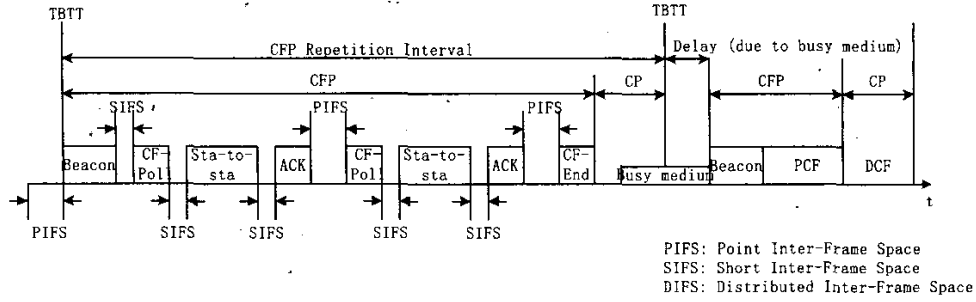 TBTT
TBTT
CFP Repetition Interval
Delay (due to busy medium)
CFP
CP
CFP
CP
SIFS
PIFS
PIFS
Beacon
CF-
Pol
Sta-to-
sta
ACK
CF-
Pol
Sta-to-
sta
ACK
CF-
End
Busy medium
Beacon
PCF
DCF
t
PIFS
SIFS
SIFS
SIFS
SIFS
PIFS: Point Inter-Frame Space
SIFS: Short Inter-Frame Space
DIFS: Distributed Inter-Frame Space